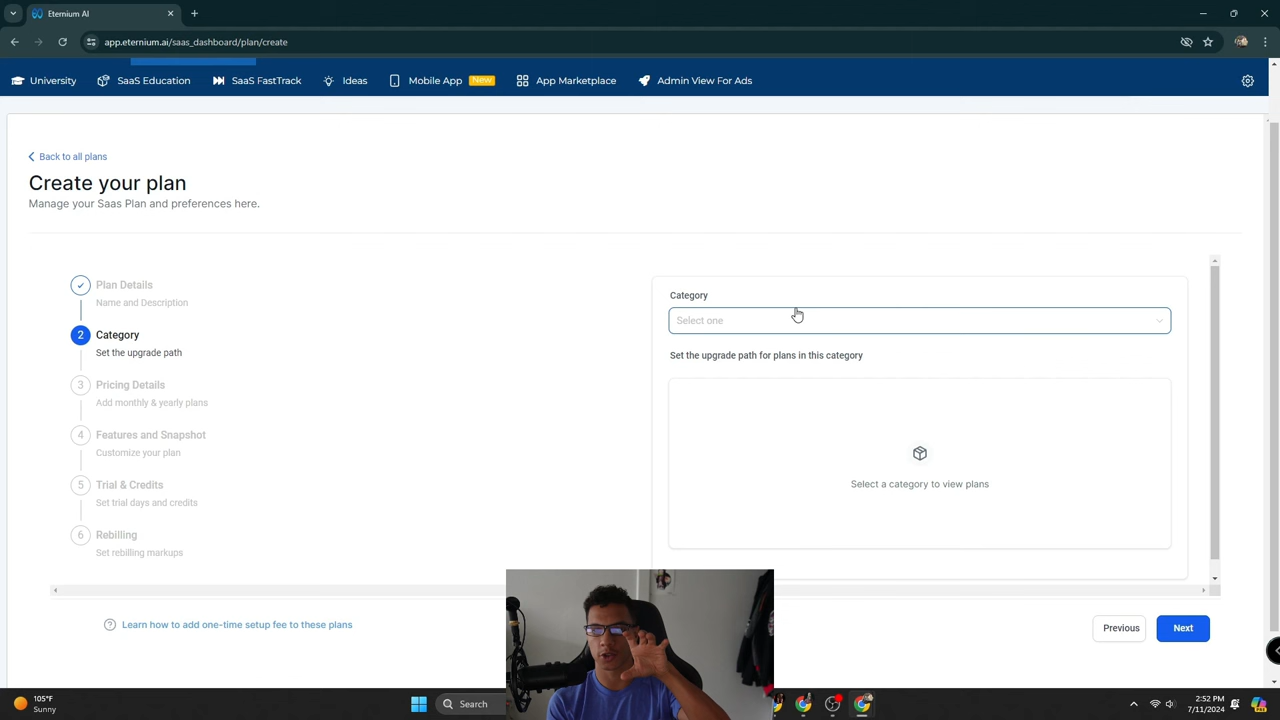 Eternium AI
app.eternium.ai/saas_dashboard/plan/create
University
SaaS Education
SaaS FastTrack
Ideas
Mobile App New
App Marketplace
Admin View For Ads
Back to all plans
Create your plan
Manage your Saas Plan and preferences here.
Plan Details
Name and Description
2 Category
Set the upgrade path
3 Pricing Details
Add monthly & yearly plans
4 Features and Snapshot
Customize your plan
5 Trial & Credits
Set trial days and credits
6 Rebilling
Set rebilling markups
Category
Select one
Set the upgrade path for plans in this category
Select a category to view plans
? Learn how to add one-time setup fee to these plans
Previous
Next
105°F
Sunny
Search
2:52 PM
7/11/2024